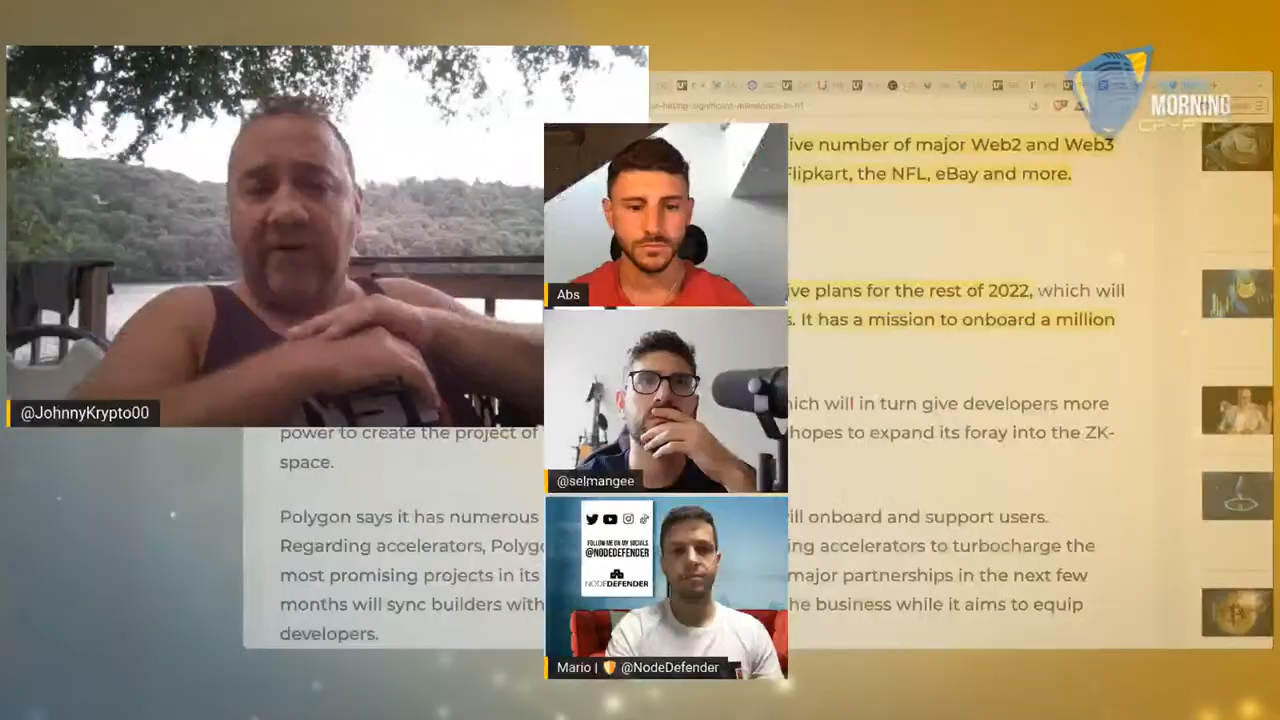 MORNING
ive number of major Web2 and Web3
Flipkart, the NFL, eBay and more.
ive plans for the rest of 2022, which will
s. It has a mission to onboard a million
hich will in turn give developers more
power to create the project of
hopes to expand its foray into the ZK-
space.
Polygon says it has numerous
ill onboard and support users.
Regarding accelerators, Polygo
ing accelerators to turbocharge the
most promising projects in its
major partnerships in the next few
months will sync builders with
he business while it aims to equip
developers.
@JohnnyKrypto00
Abs
@selmangee
FOLLOW ME ON MY SOCIALS
@NODEDEFENDER
NODEDEFENDER
Mario | @NodeDefender